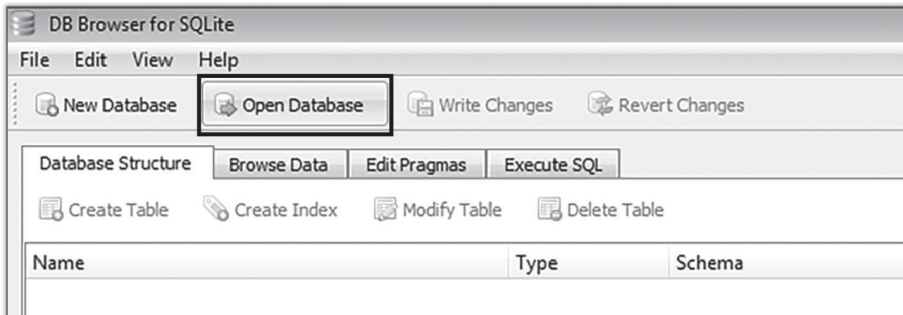 DB Browser for SQLite
File Edit View Help
New Database Open Database Write Changes Revert Changes
Database Structure Browse Data Edit Pragmas Execute SQL
Create Table Create Index Modify Table Delete Table
Name Type Schema